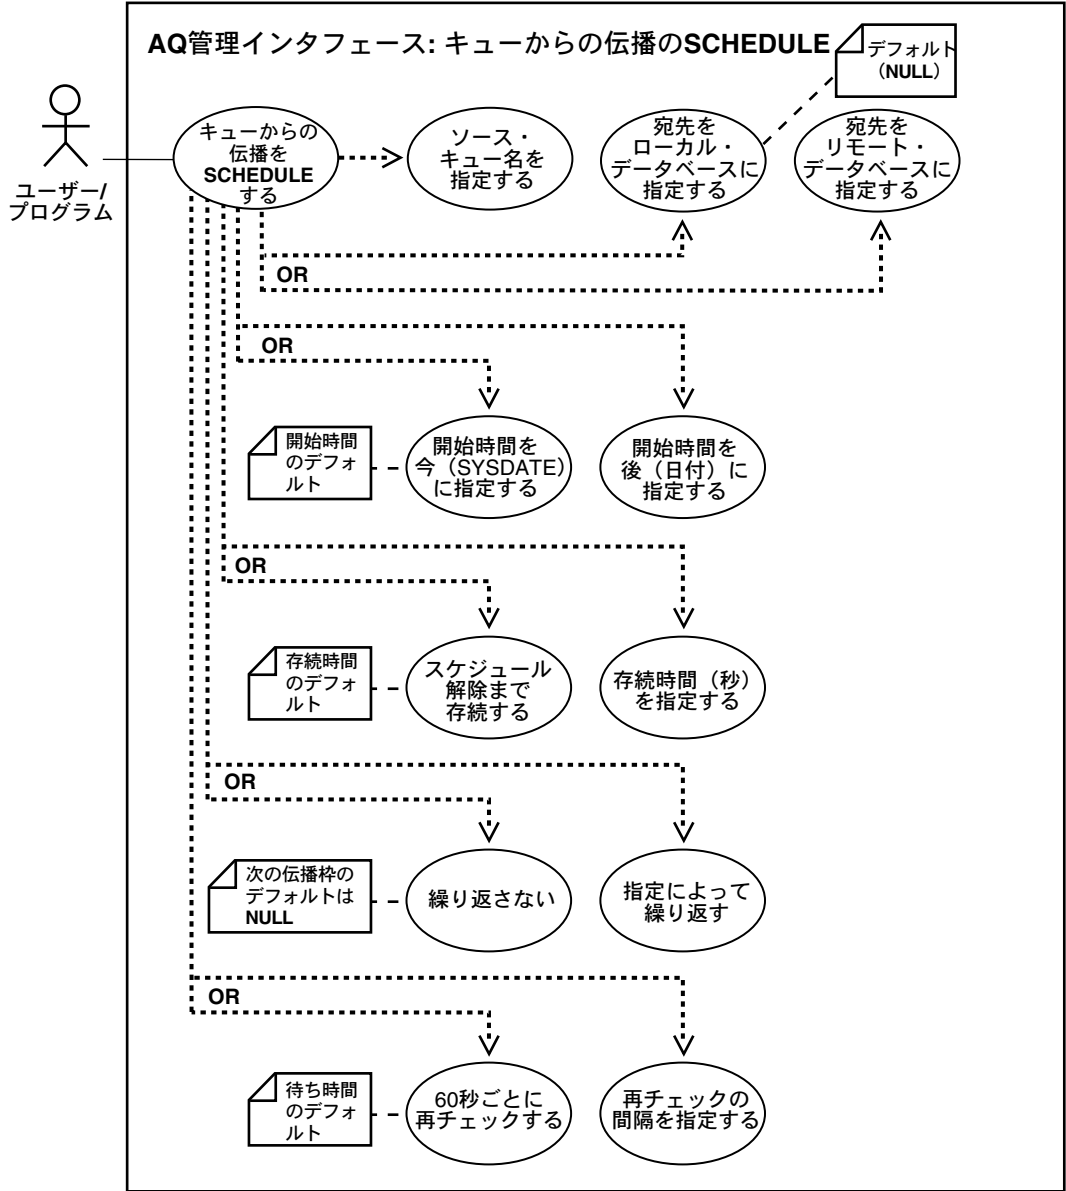 AQ管理インタフェース: キューからの伝播のSCHEDULE
デフォルト
（NULL）
ユーザー/
プログラム
キューからの
伝播を
SCHEDULE
する
ソース・
キュー名を
指定する
宛先を
ローカル・
データベースに
指定する
宛先を
リモート・
データベースに
指定する
OR
OR
開始時間
のデフォ
ルト
開始時間を
今（SYSDATE）
に指定する
開始時間を
後（日付）に
指定する
OR
存続時間
のデフォ
ルト
スケジュール
解除まで
存続する
存続時間（秒）
を指定する
OR
次の伝播枠の
デフォルトは
NULL
繰り返さない
指定によって
繰り返す
OR
待ち時間
のデフォ
ルト
60秒ごとに
再チェックする
再チェックの
間隔を指定する